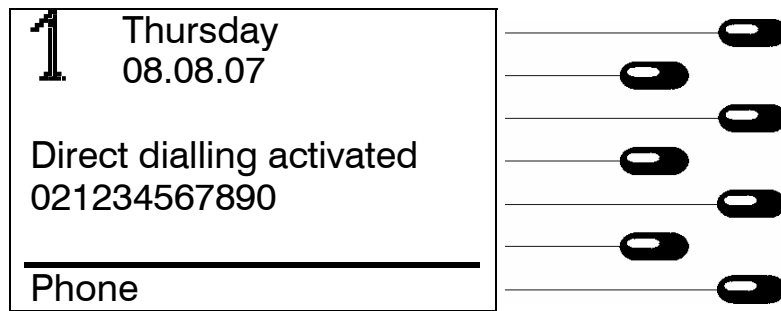 1 Thursday
08.08.07
Direct dialling activated
021234567890
Phone